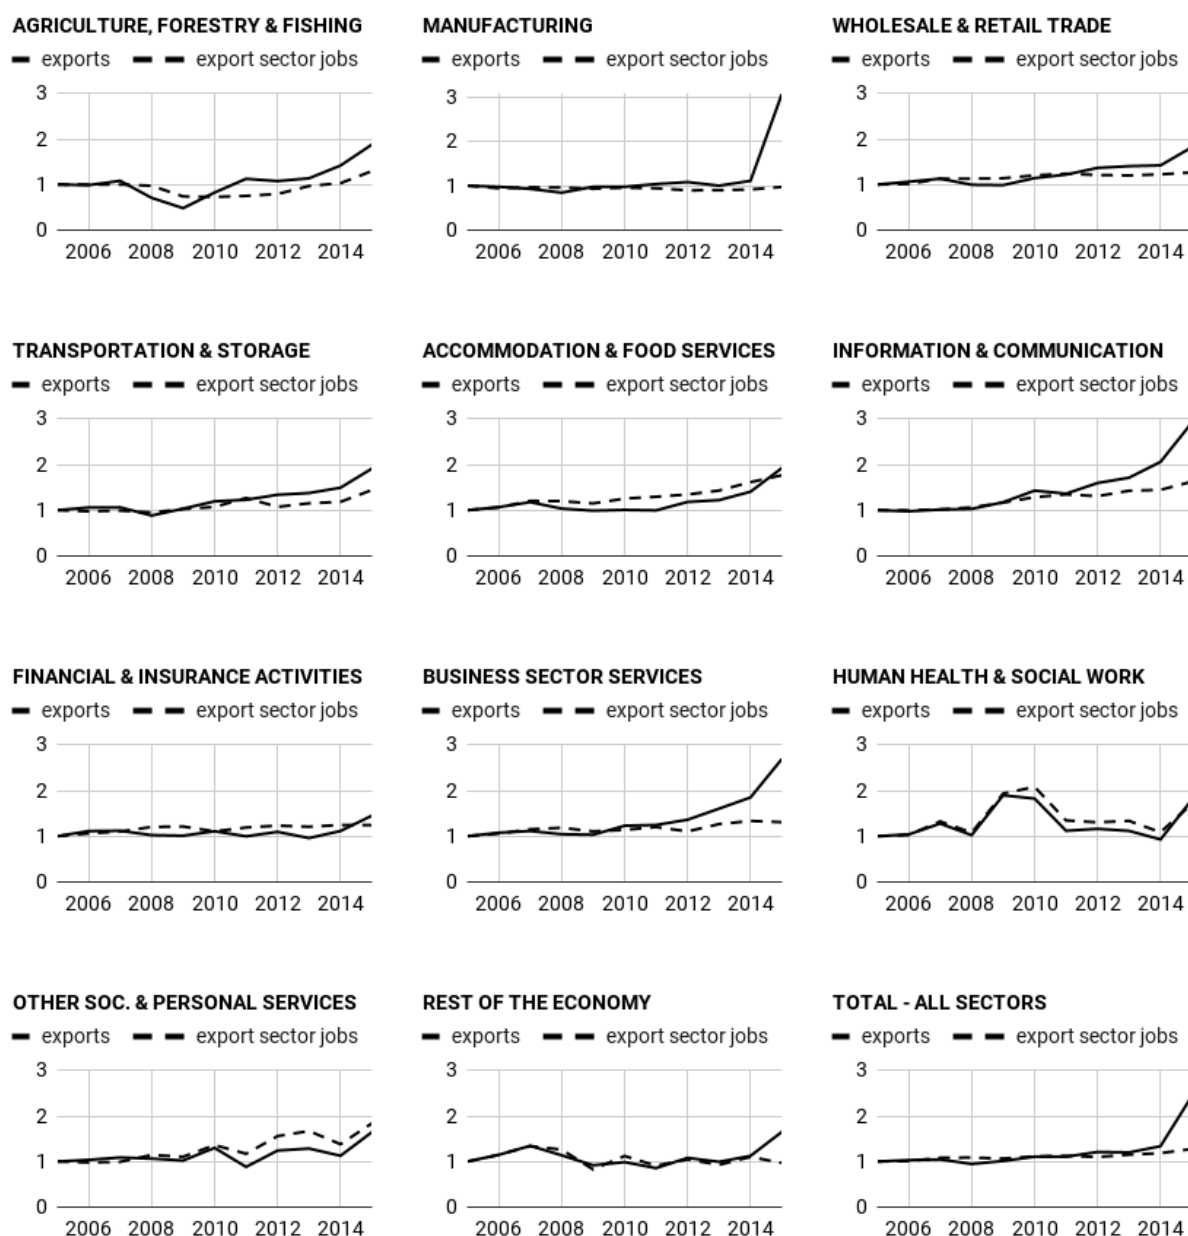 AGRICULTURE, FORESTRY & FISHING
exports export sector jobs
3
2
1
0
2006 2008 2010 2012 2014
MANUFACTURING
exports export sector jobs
3
2
1
0
2006 2008 2010 2012 2014
WHOLESALE & RETAIL TRADE
exports export sector jobs
3
2
1
0
2006 2008 2010 2012 2014
TRANSPORTATION & STORAGE
exports export sector jobs
3
2
1
0
2006 2008 2010 2012 2014
ACCOMMODATION & FOOD SERVICES
exports export sector jobs
3
2
1
0
2006 2008 2010 2012 2014
INFORMATION & COMMUNICATION
exports export sector jobs
3
2
1
0
2006 2008 2010 2012 2014
FINANCIAL & INSURANCE ACTIVITIES
exports export sector jobs
3
2
1
0
2006 2008 2010 2012 2014
BUSINESS SECTOR SERVICES
exports export sector jobs
3
2
1
0
2006 2008 2010 2012 2014
HUMAN HEALTH & SOCIAL WORK
exports export sector jobs
3
2
1
0
2006 2008 2010 2012 2014
OTHER SOC. & PERSONAL SERVICES
exports export sector jobs
3
2
1
0
2006 2008 2010 2012 2014
REST OF THE ECONOMY
exports export sector jobs
3
2
1
0
2006 2008 2010 2012 2014
TOTAL - ALL SECTORS
exports export sector jobs
3
2
1
0
2006 2008 2010 2012 2014